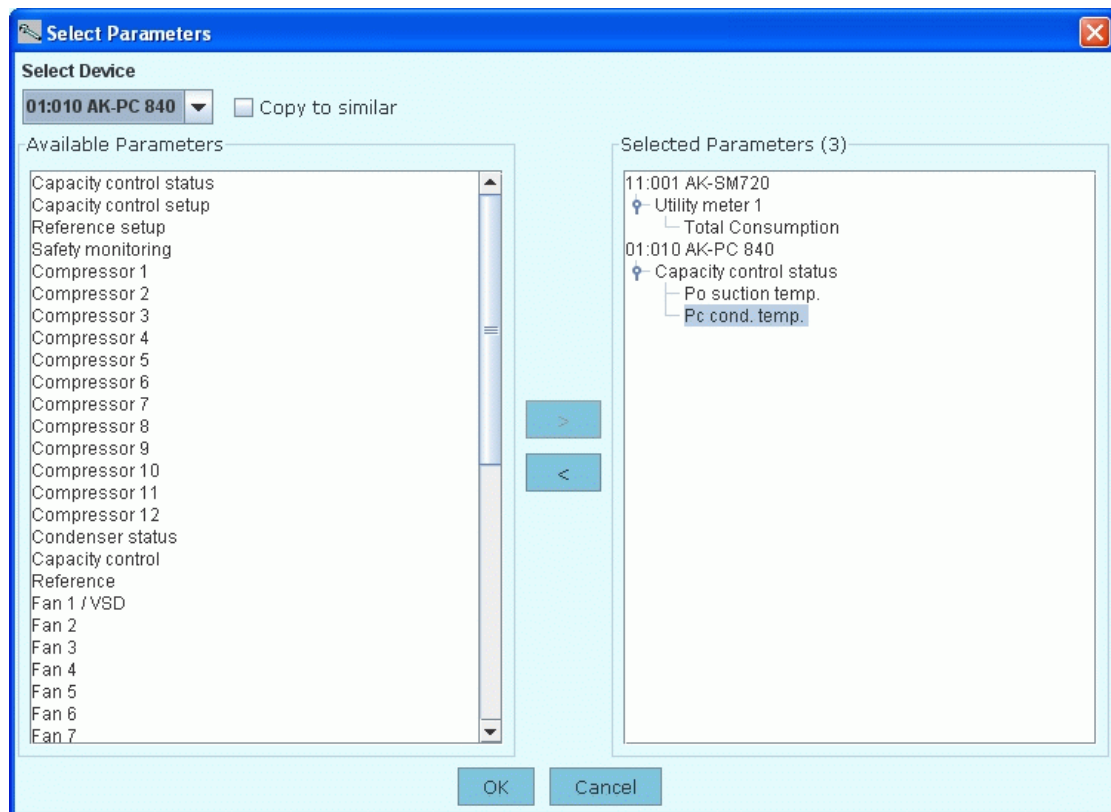 Select Parameters
Select Device
01:010 AK-PC 840
Copy to similar
Available Parameters
Capacity control status
Capacity control setup
Reference setup
Safety monitoring
Compressor 1
Compressor 2
Compressor 3
Compressor 4
Compressor 5
Compressor 6
Compressor 7
Compressor 8
Compressor 9
Compressor 10
Compressor 11
Compressor 12
Condenser status
Capacity control
Reference
Fan 1 / VSD
Fan 2
Fan 3
Fan 4
Fan 5
Fan 6
Fan 7
>
<
Selected Parameters (3)
11:001 AK-SM720
Utility meter 1
Total Consumption
01:010 AK-PC 840
Capacity control status
Po suction temp.
Pc cond. temp.
OK
Cancel